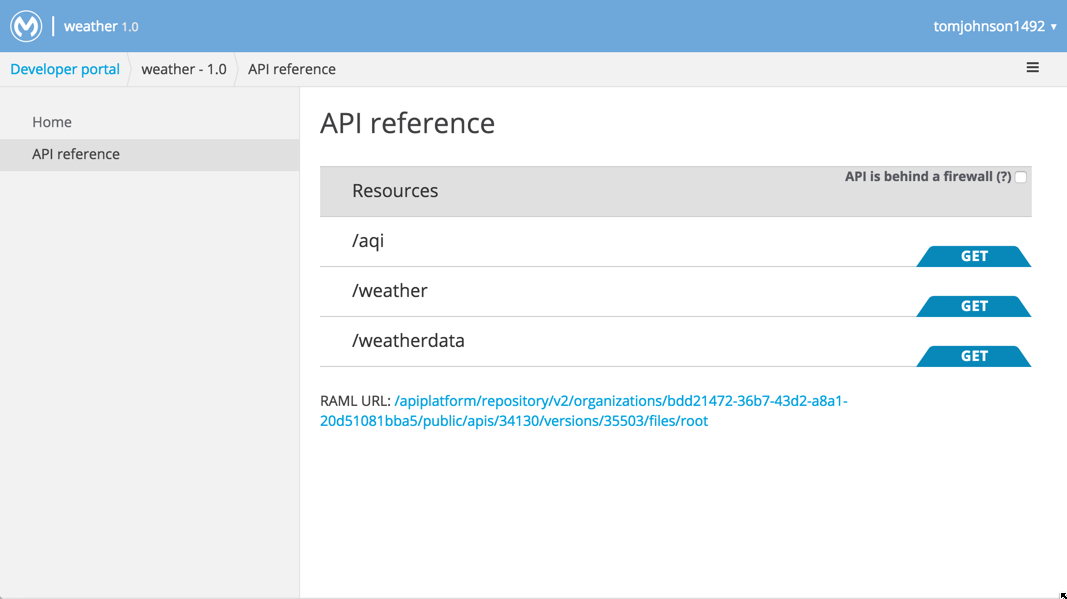 weather 1.0
tomjohnson1492 ▾
Developer portal
weather - 1.0
API reference
Home
API reference
API reference
Resources
API is behind a firewall (?)
/aqi
GET
/weather
GET
/weatherdata
GET
RAML URL: /apiplatform/repository/v2/organizations/bdd21472-36b7-43d2-a8a1-
20d51081bba5/public/apis/34130/versions/35503/files/root